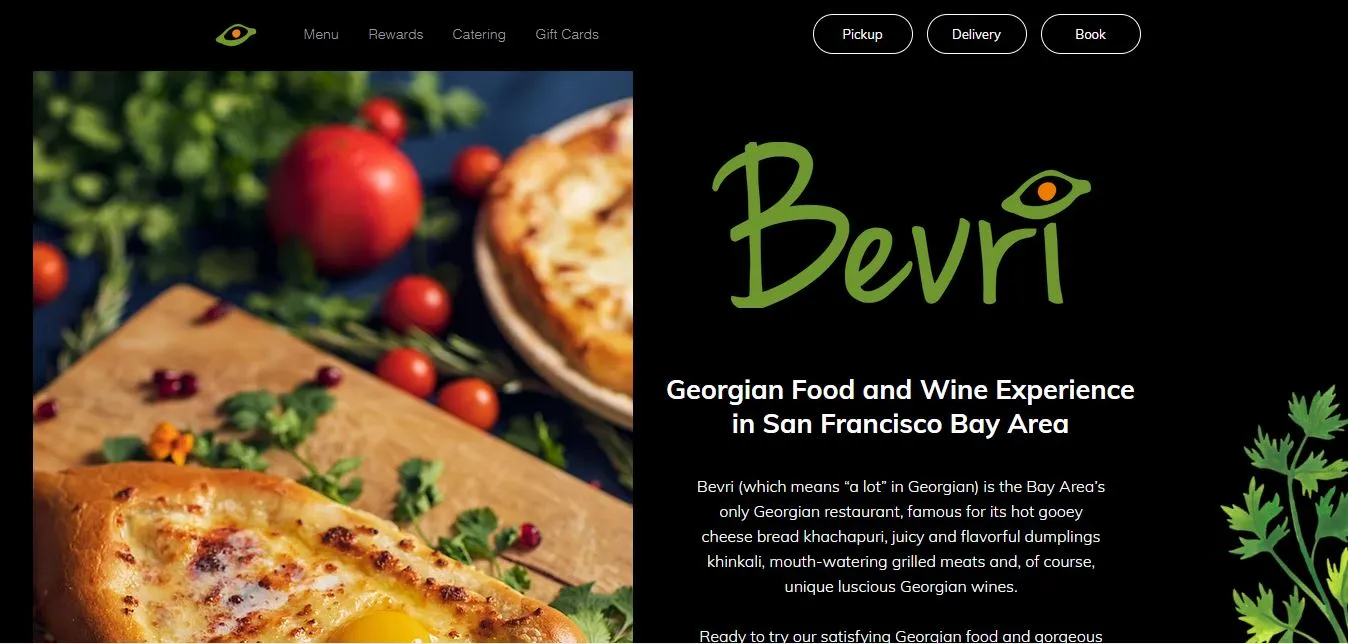 Menu Rewards Catering Gift Cards Pickup Delivery Book
Bevri
Georgian Food and Wine Experience
in San Francisco Bay Area
Bevri (which means “a lot” in Georgian) is the Bay Area’s
only Georgian restaurant, famous for its hot gooey
cheese bread khachapuri, juicy and flavorful dumplings
khinkali, mouth-watering grilled meats and, of course,
unique luscious Georgian wines.
Ready to try our satisfying Georgian food and gorgeous